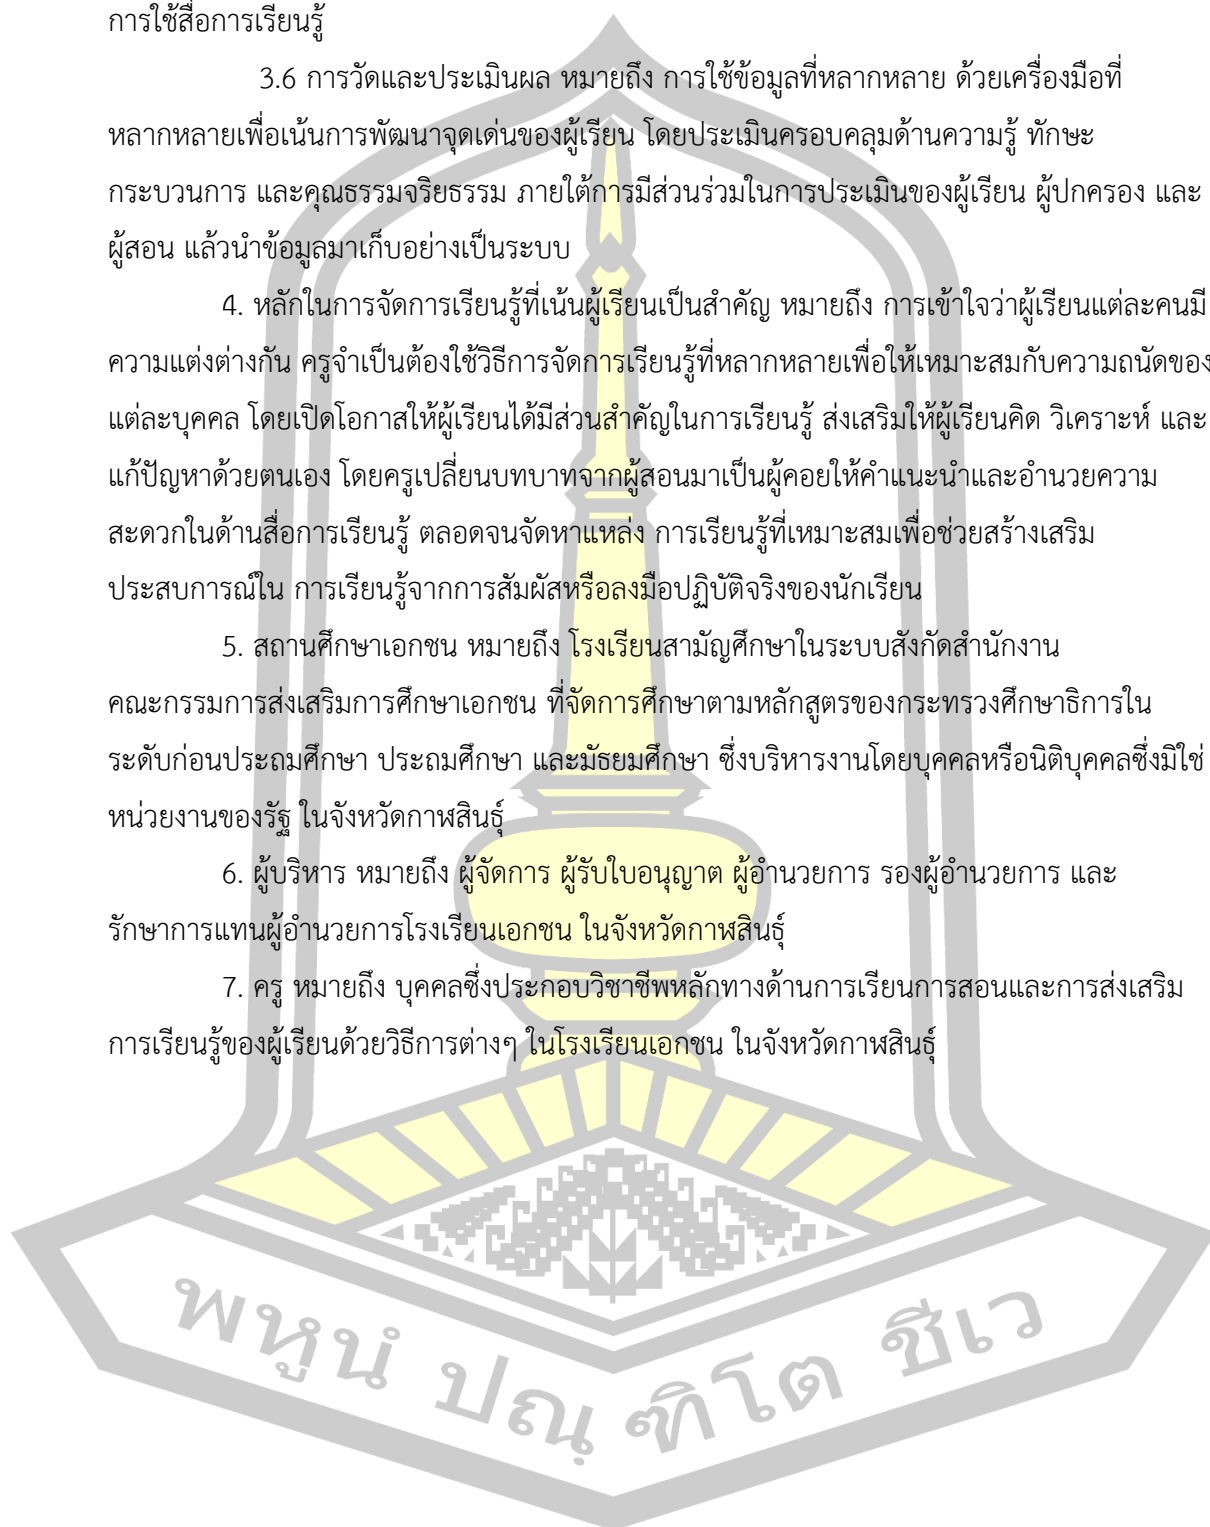 การใช้สื่อการเรียนรู้
3.6 การวัดและประเมินผล หมายถึง การใช้ข้อมูลที่หลากหลาย ด้วยเครื่องมือที่
หลากหลายเพื่อเน้นการพัฒนาจุดเด่นของผู้เรียน โดยประเมินครอบคลุมด้านความรู้ ทักษะ
กระบวนการ และคุณธรรมจริยธรรม ภายใต้การมีส่วนร่วมในการประเมินของผู้เรียน ผู้ปกครอง และ
ผู้สอน แล้วนำข้อมูลมาเก็บอย่างเป็นระบบ
4. หลักในการจัดการเรียนรู้ที่เน้นผู้เรียนเป็นสำคัญ หมายถึง การเข้าใจว่าผู้เรียนแต่ละคนมี
ความแต่งต่างกัน ครูจำเป็นต้องใช้วิธีการจัดการเรียนรู้ที่หลากหลายเพื่อให้เหมาะสมกับความถนัดของ
แต่ละบุคคล โดยเปิดโอกาสให้ผู้เรียนได้มีส่วนสำคัญในการเรียนรู้ ส่งเสริมให้ผู้เรียนคิด วิเคราะห์ และ
แก้ปัญหาด้วยตนเอง โดยครูเปลี่ยนบทบาทจากผู้สอนมาเป็นผู้คอยให้คำแนะนำและอำนวยความ
สะดวกในด้านสื่อการเรียนรู้ ตลอดจนจัดหาแหล่ง การเรียนรู้ที่เหมาะสมเพื่อช่วยสร้างเสริม
ประสบการณ์ใน การเรียนรู้จากการสัมผัสหรือลงมือปฏิบัติจริงของนักเรียน
5. สถานศึกษาเอกชน หมายถึง โรงเรียนสามัญศึกษาในระบบสังกัดสำนักงาน
คณะกรรมการส่งเสริมการศึกษาเอกชน ที่จัดการศึกษาตามหลักสูตรของกระทรวงศึกษาธิการใน
ระดับก่อนประถมศึกษา ประถมศึกษา และมัธยมศึกษา ซึ่งบริหารงานโดยบุคคลหรือนิติบุคคลซึ่งมิใช่
หน่วยงานของรัฐ ในจังหวัดกาฬสินธุ์
6. ผู้บริหาร หมายถึง ผู้จัดการ ผู้รับใบอนุญาต ผู้อำนวยการ รองผู้อำนวยการ และ
รักษาการแทนผู้อำนวยการโรงเรียนเอกชน ในจังหวัดกาฬสินธุ์
7. ครู หมายถึง บุคคลซึ่งประกอบวิชาชีพหลักทางด้านการเรียนการสอนและการส่งเสริม
การเรียนรู้ของผู้เรียนด้วยวิธีการต่างๆ ในโรงเรียนเอกชน ในจังหวัดกาฬสินธุ์
พหูนํ ปณฺฑิโต ชีเว